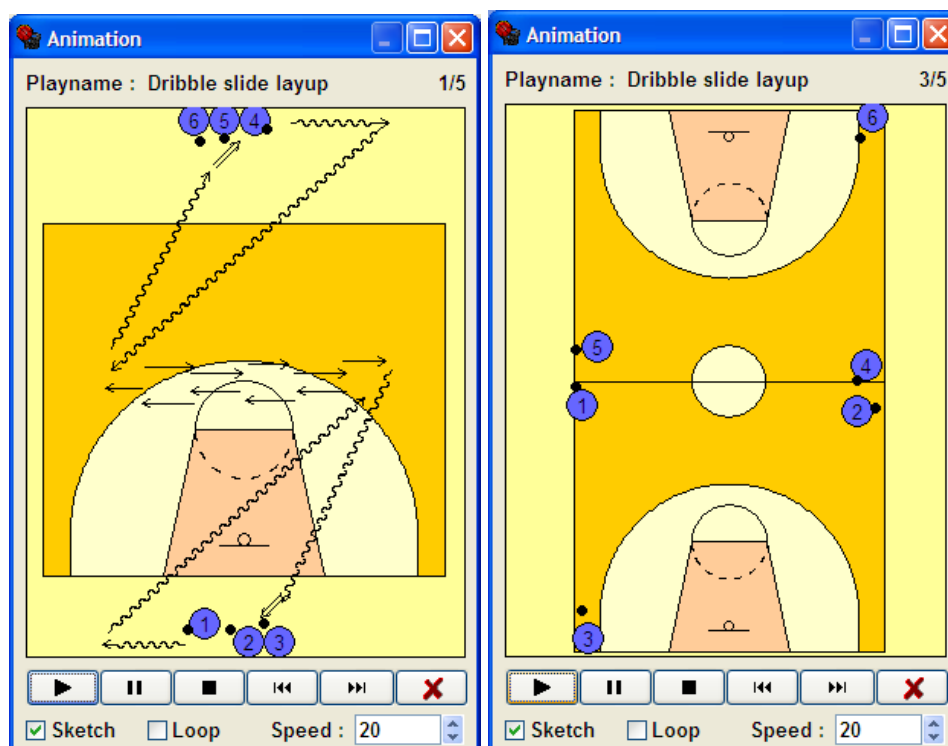 Animation
Playname : Dribble slide layup 1/5
6 5 4
1
2 3
Sketch Loop Speed : 20
Animation
Playname : Dribble slide layup 3/5
6
5
4
1
2
3
Sketch Loop Speed : 20